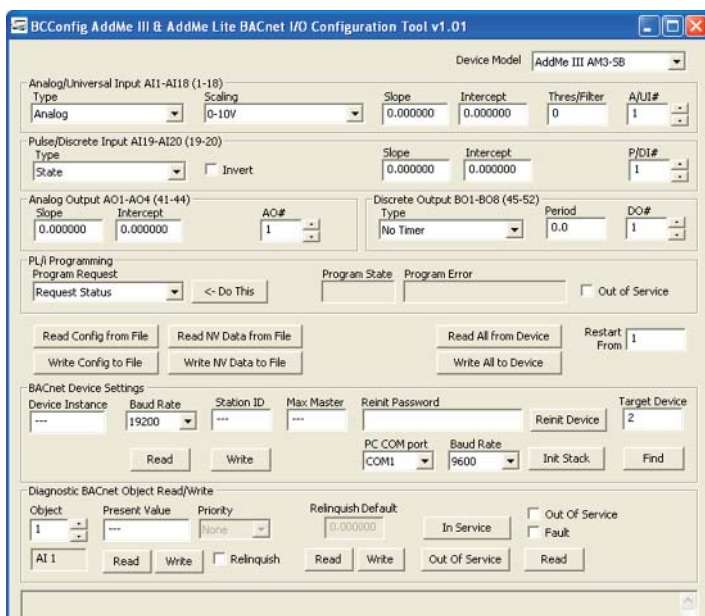 BCConfig AddMe III & AddMe Lite BACnet I/O Configuration Tool v1.01
Device Model AddMe III AM3-SB
Analog/Universal Input AI1-AI18 (1-18)
Type Scaling Slope Intercept Thres/Filter A/UI#
Analog 0-10V 0.000000 0.000000 0 1
Pulse/Discrete Input AI19-AI20 (19-20)
Type Slope Intercept P/DI#
State Invert 0.000000 0.000000 1
Analog Output AO1-AO4 (41-44) Discrete Output BO1-BO8 (45-52)
Slope Intercept AO# Type Period DO#
0.000000 0.000000 1 No Timer 0.0 1
PL/i Programming
Program Request Program State Program Error
Request Status <- Do This Out of Service
Read Config from File Read NV Data from File Read All from Device Restart From 1
Write Config to File Write NV Data to File Write All to Device
BACnet Device Settings
Device Instance Baud Rate Station ID Max Master Reinit Password Target Device
--- 19200 --- --- Reinit Device 2
PC COM port Baud Rate
Read Write COM1 9600 Init Stack Find
Diagnostic BACnet Object Read/Write
Object Present Value Priority Relinquish Default Out Of Service
1 --- None 0.000000 In Service Fault
AI 1 Read Write Relinquish Read Write Out Of Service Read